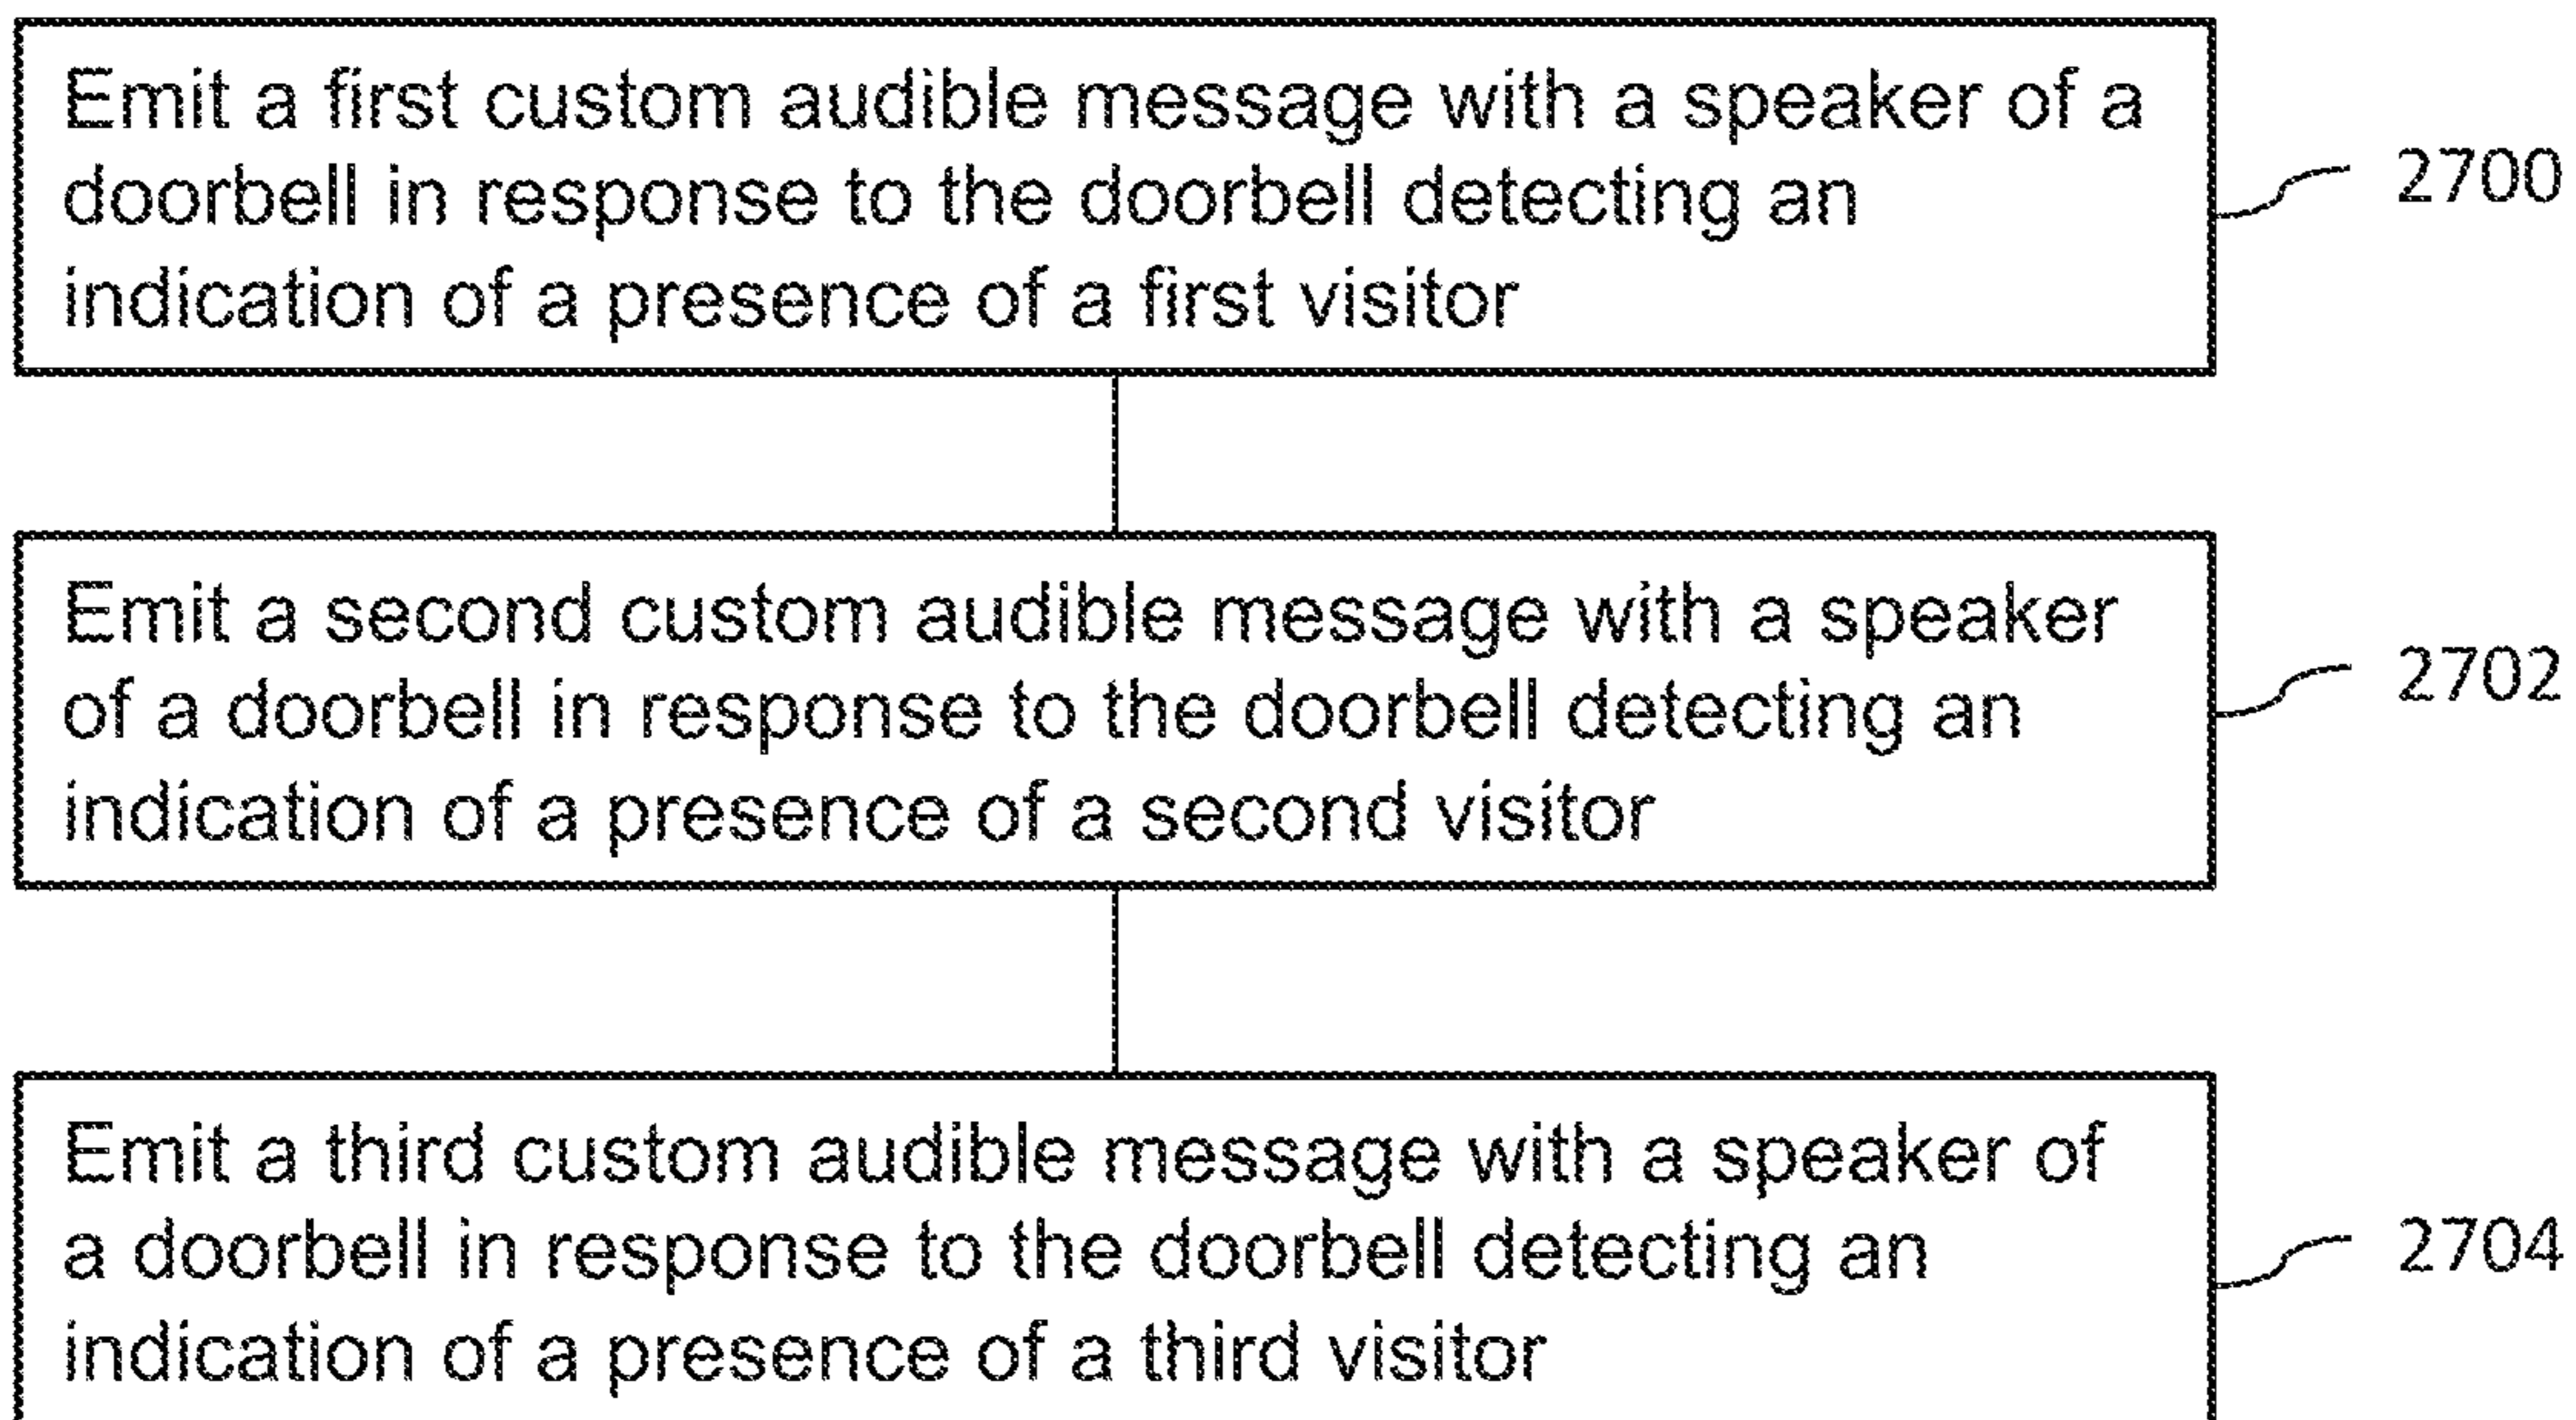 Emit a first custom audible message with a speaker of a
doorbell in response to the doorbell detecting an
indication of a presence of a first visitor
2700
Emit a second custom audible message with a speaker
of a doorbell in response to the doorbell detecting an
indication of a presence of a second visitor
2702
Emit a third custom audible message with a speaker of
a doorbell in response to the doorbell detecting an
indication of a presence of a third visitor
2704